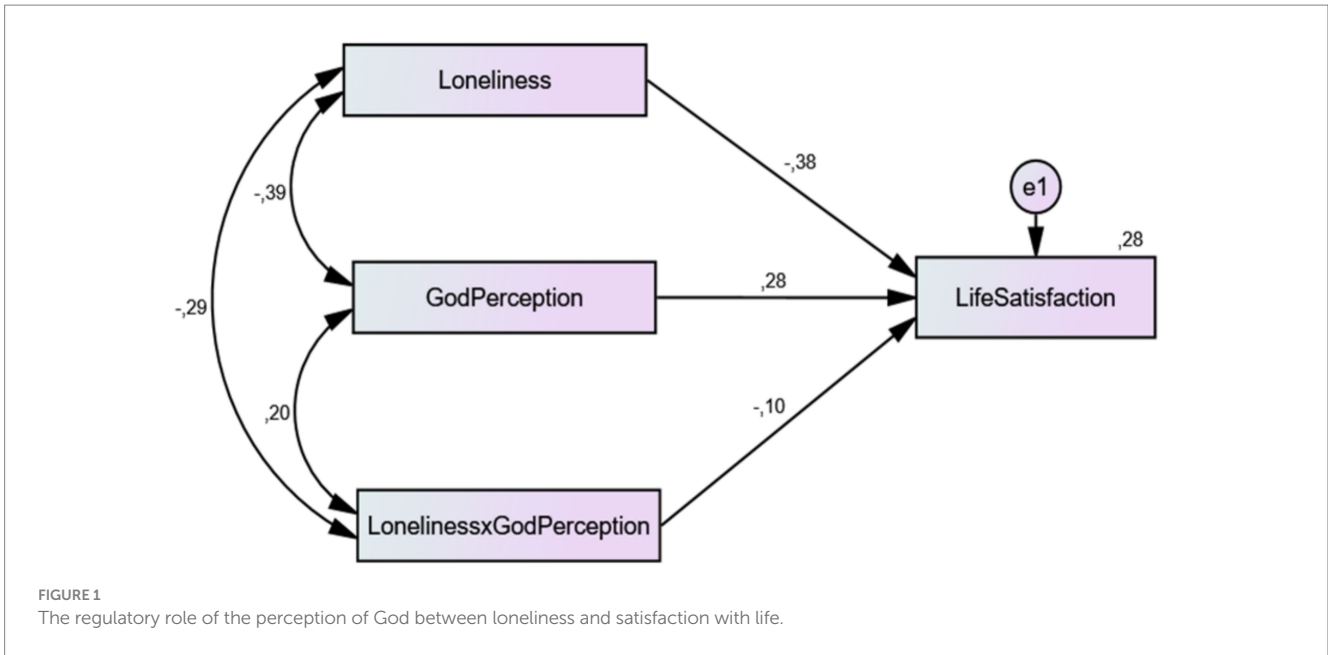 Loneliness
-,38
e1
-,39
,28
GodPerception
,28
LifeSatisfaction
-,29
,20
-,10
LonelinessxGodPerception
FIGURE 1
The regulatory role of the perception of God between loneliness and satisfaction with life.